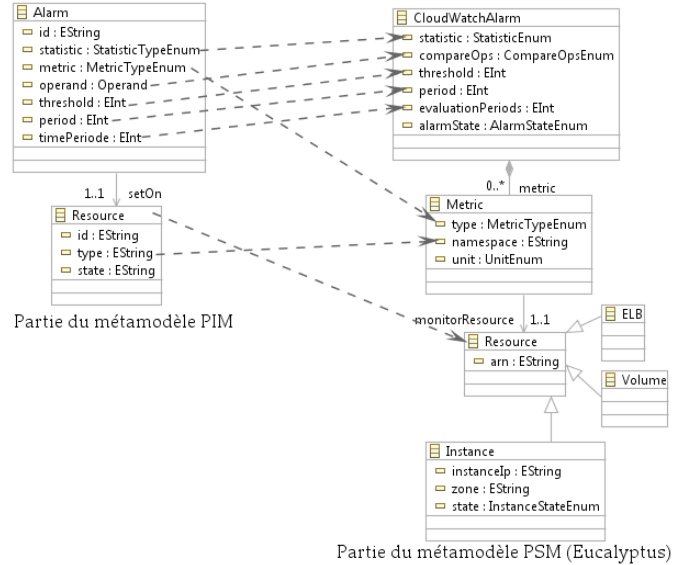 Alarm
id : EString
statistic : StatisticTypeEnum
metric : MetricTypeEnum
operand : Operand
threshold : EInt
period : EInt
timePeriode : EInt
1..1 setOn
Resource
id : EString
type : EString
state : EString
Partie du métamodèle PIM
CloudWatchAlarm
statistic : StatisticEnum
compareOps : CompareOpsEnum
threshold : EInt
period : EInt
evaluationPeriods : EInt
alarmState : AlarmStateEnum
0..* metric
Metric
type : MetricTypeEnum
namespace : EString
unit : UnitEnum
monitorResource 1..1
Resource
arn : EString
ELB
Volume
Instance
instanceIp : EString
zone : EString
state : InstanceStateEnum
Partie du métamodèle PSM (Eucalyptus)